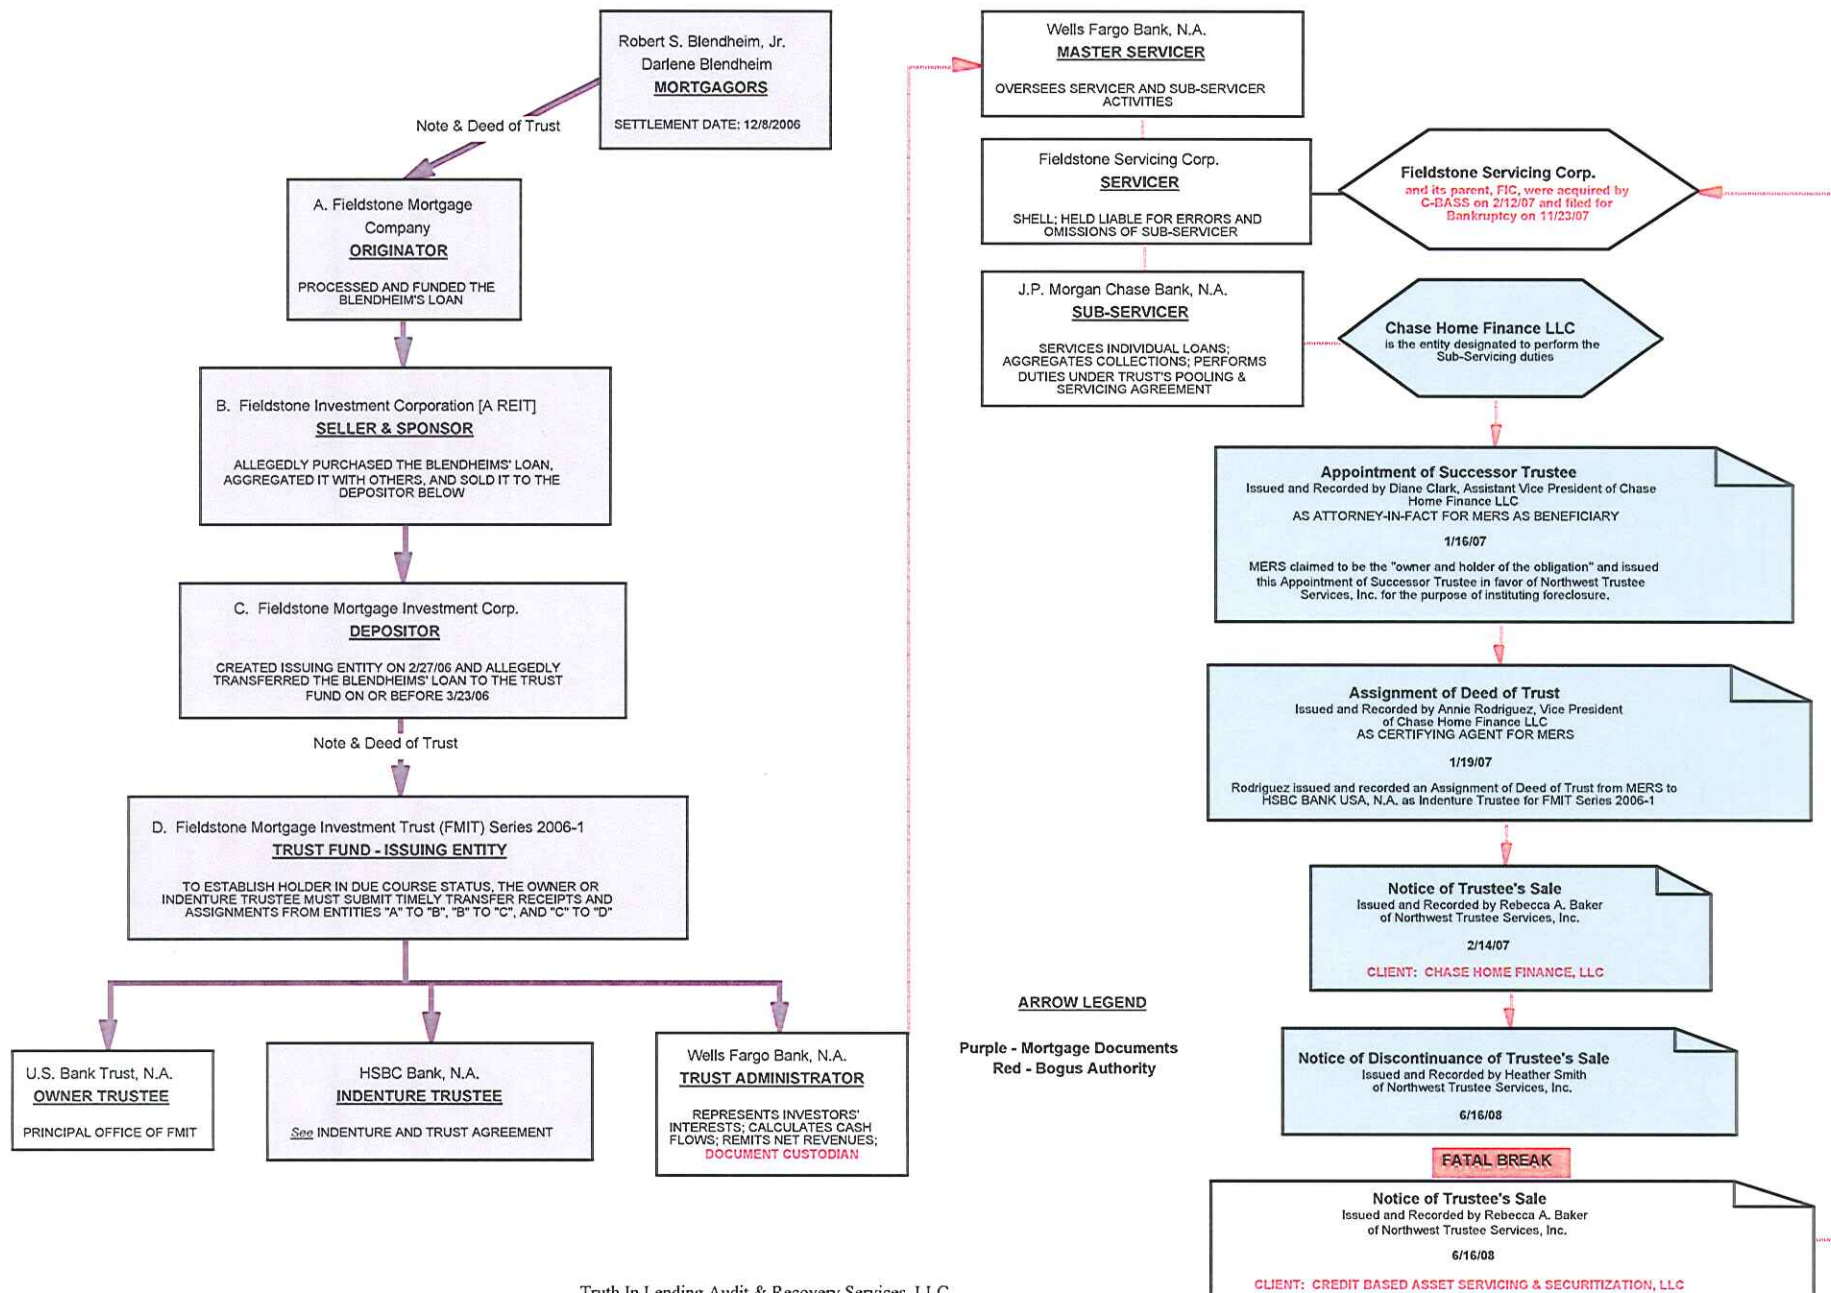 Robert S. Blendheim, Jr.
Darlene Blendheim
MORTGAGORS
SETTLEMENT DATE: 12/8/2006
Note & Deed of Trust
A. Fieldstone Mortgage
Company
ORIGINATOR
PROCESSED AND FUNDED THE
BLENDHEIM'S LOAN
B. Fieldstone Investment Corporation [A REIT]
SELLER & SPONSOR
ALLEGEDLY PURCHASED THE BLENDHEIMS' LOAN,
AGGREGATED IT WITH OTHERS, AND SOLD IT TO THE
DEPOSITOR BELOW
C. Fieldstone Mortgage Investment Corp.
DEPOSITOR
CREATED ISSUING ENTITY ON 2/27/06 AND ALLEGEDLY
TRANSFERRED THE BLENDHEIMS' LOAN TO THE TRUST
FUND ON OR BEFORE 3/23/06
Note & Deed of Trust
D. Fieldstone Mortgage Investment Trust (FMIT) Series 2006-1
TRUST FUND - ISSUING ENTITY
TO ESTABLISH HOLDER IN DUE COURSE STATUS, THE OWNER OR
INDENTURE TRUSTEE MUST SUBMIT TIMELY TRANSFER RECEIPTS AND
ASSIGNMENTS FROM ENTITIES "A" TO "B", "B" TO "C", AND "C" TO "D"
U.S. Bank Trust, N.A.
OWNER TRUSTEE
PRINCIPAL OFFICE OF FMIT
HSBC Bank, N.A.
INDENTURE TRUSTEE
See INDENTURE AND TRUST AGREEMENT
Wells Fargo Bank, N.A.
TRUST ADMINISTRATOR
REPRESENTS INVESTORS'
INTERESTS; CALCULATES CASH
FLOWS; REMITS NET REVENUES;
DOCUMENT CUSTODIAN
Wells Fargo Bank, N.A.
MASTER SERVICER
OVERSEES SERVICER AND SUB-SERVICER
ACTIVITIES
Fieldstone Servicing Corp.
SERVICER
SHELL; HELD LIABLE FOR ERRORS AND
OMISSIONS OF SUB-SERVICER
Fieldstone Servicing Corp.
and its parent, FIC, were acquired by
C-BASS on 2/12/07 and filed for
Bankruptcy on 11/23/07
J.P. Morgan Chase Bank, N.A.
SUB-SERVICER
SERVICES INDIVIDUAL LOANS;
AGGREGATES COLLECTIONS; PERFORMS
DUTIES UNDER TRUST'S POOLING &
SERVICING AGREEMENT
Chase Home Finance LLC
is the entity designated to perform the
Sub-Servicing duties
Appointment of Successor Trustee
Issued and Recorded by Diane Clark, Assistant Vice President of Chase
Home Finance LLC
AS ATTORNEY-IN-FACT FOR MERS AS BENEFICIARY
1/16/07
MERS claimed to be the "owner and holder of the obligation" and issued
this Appointment of Successor Trustee in favor of Northwest Trustee
Services, Inc. for the purpose of instituting foreclosure.
Assignment of Deed of Trust
Issued and Recorded by Annie Rodriguez, Vice President
of Chase Home Finance LLC
AS CERTIFYING AGENT FOR MERS
1/19/07
Rodriguez issued and recorded an Assignment of Deed of Trust from MERS to
HSBC BANK USA, N.A. as Indenture Trustee for FMIT Series 2006-1
Notice of Trustee's Sale
Issued and Recorded by Rebecca A. Baker
of Northwest Trustee Services, Inc.
2/14/07
CLIENT: CHASE HOME FINANCE, LLC
ARROW LEGEND
Purple - Mortgage Documents
Red - Bogus Authority
Notice of Discontinuance of Trustee's Sale
Issued and Recorded by Heather Smith
of Northwest Trustee Services, Inc.
6/16/08
FATAL BREAK
Notice of Trustee's Sale
Issued and Recorded by Rebecca A. Baker
of Northwest Trustee Services, Inc.
6/16/08
CLIENT: CREDIT BASED ASSET SERVICING & SECURITIZATION, LLC
Truth In Lending Audit & Recovery Services, LLC